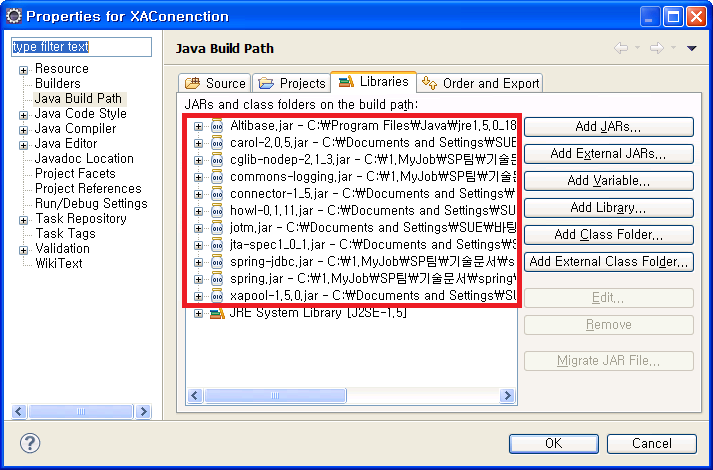 Properties for XAConenction
type filter text
Resource
Builders
Java Build Path
Java Code Style
Java Compiler
Java Editor
Javadoc Location
Project Facets
Project References
Run/Debug Settings
Task Repository
Task Tags
Validation
WikiText
Java Build Path
Source
Projects
Libraries
Order and Export
JARs and class folders on the build path:
Altibase.jar - C:₩Program Files₩Java₩jre1.5.0_18
carol-2.0.5.jar - C:₩Documents and Settings₩SUE
cglib-nodep-2.1_3.jar - C:₩1.MyJob₩SP팀₩기술문
commons-logging.jar - C:₩1.MyJob₩SP팀₩기술문서
connector-1_5.jar - C:₩Documents and Settings₩
howl-0.1.11.jar - C:₩Documents and Settings₩SU
jotm.jar - C:₩Documents and Settings₩SUE₩바탕
jta-spec1_0_1.jar - C:₩Documents and Settings₩S
spring-jdbc.jar - C:₩1.MyJob₩SP팀₩기술문서₩s
spring.jar - C:₩1.MyJob₩SP팀₩기술문서₩spring₩
xapool-1.5.0.jar - C:₩Documents and Settings₩SU
JRE System Library [J2SE-1.5]
Add JARs...
Add External JARs...
Add Variable...
Add Library...
Add Class Folder...
Add External Class Folder...
Edit...
Remove
Migrate JAR File...
OK
Cancel